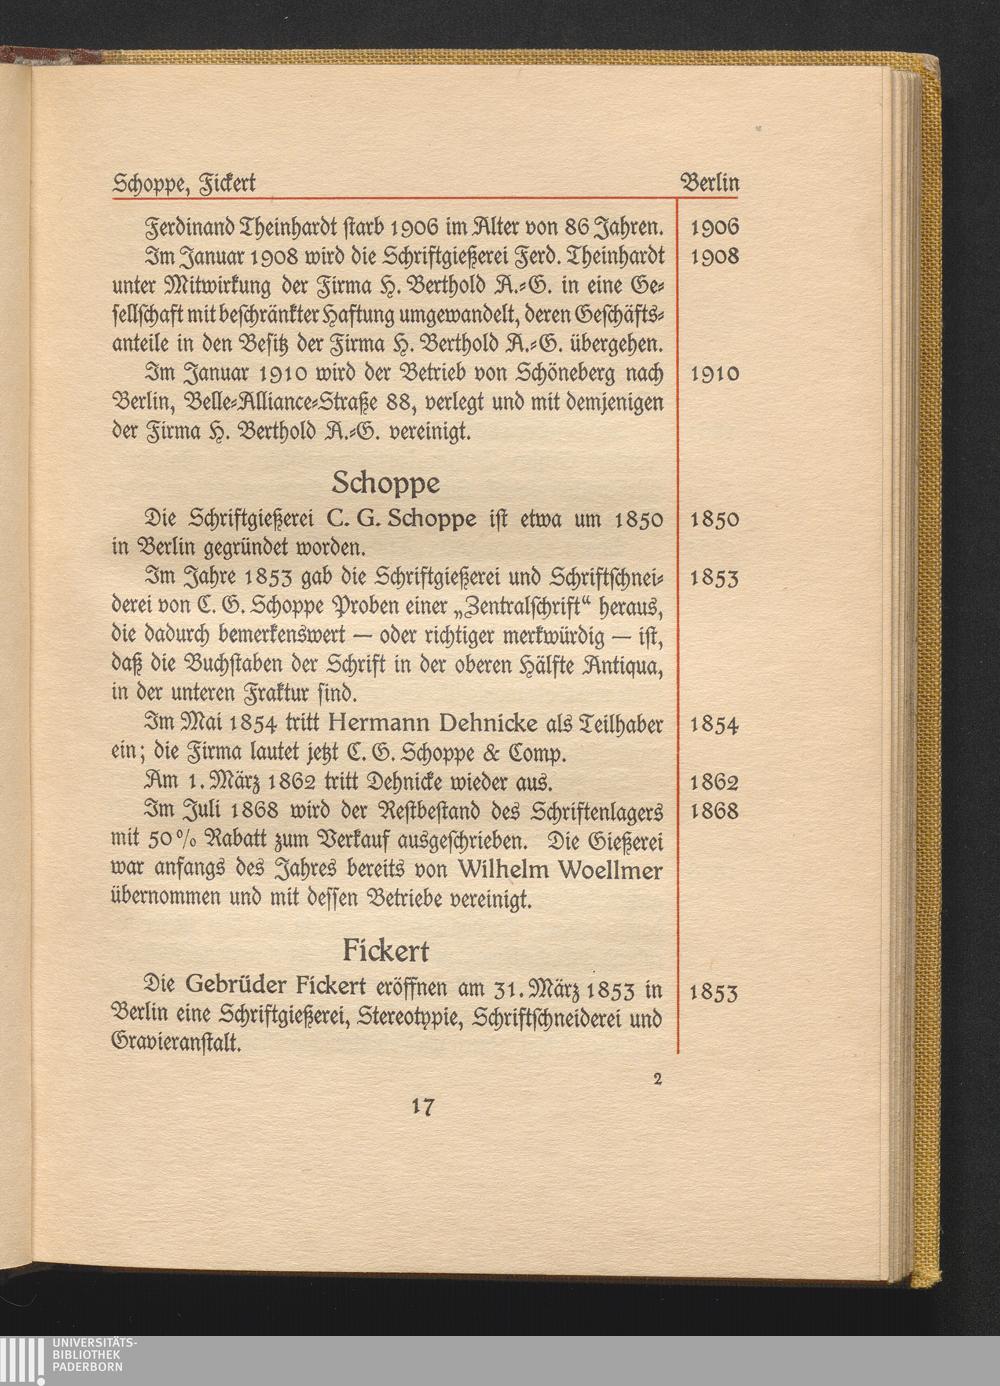 Schoppe, Fickert Berlin
Ferdinand Theinhardt starb 1906 im Alter von 86 Jahren. 1906
Im Januar 1908 wird die Schriftgießerei Ferd. Theinhardt 1908
unter Mitwirkung der Firma H. Berthold A.-G. in eine Ge-
sellschaft mit beschränkter Haftung umgewandelt, deren Geschäfts-
anteile in den Besitz der Firma H. Berthold A.-G. übergehen.
Im Januar 1910 wird der Betrieb von Schöneberg nach 1910
Berlin, Belle-Alliance-Straße 88, verlegt und mit demjenigen
der Firma H. Berthold A.-G. vereinigt.
Schoppe
Die Schriftgießerei C. G. Schoppe ist etwa um 1850 1850
in Berlin gegründet worden.
Im Jahre 1853 gab die Schriftgießerei und Schriftschnei- 1853
derei von C. G. Schoppe Proben einer „Zentralschrift“ heraus,
die dadurch bemerkenswert — oder richtiger merkwürdig — ist,
daß die Buchstaben der Schrift in der oberen Hälfte Antiqua,
in der unteren Fraktur sind.
Im Mai 1854 tritt Hermann Dehnicke als Teilhaber 1854
ein; die Firma lautet jetzt C. G. Schoppe & Comp.
Am 1. März 1862 tritt Dehnicke wieder aus. 1862
Im Juli 1868 wird der Restbestand des Schriftenlagers 1868
mit 50% Rabatt zum Verkauf ausgeschrieben. Die Gießerei
war anfangs des Jahres bereits von Wilhelm Woellmer
übernommen und mit dessen Betriebe vereinigt.
Fickert
Die Gebrüder Fickert eröffnen am 31. März 1853 in 1853
Berlin eine Schriftgießerei, Stereotypie, Schriftschneiderei und
Gravieranstalt.
2
17
UNIVERSITÄTS-
BIBLIOTHEK
PADERBORN